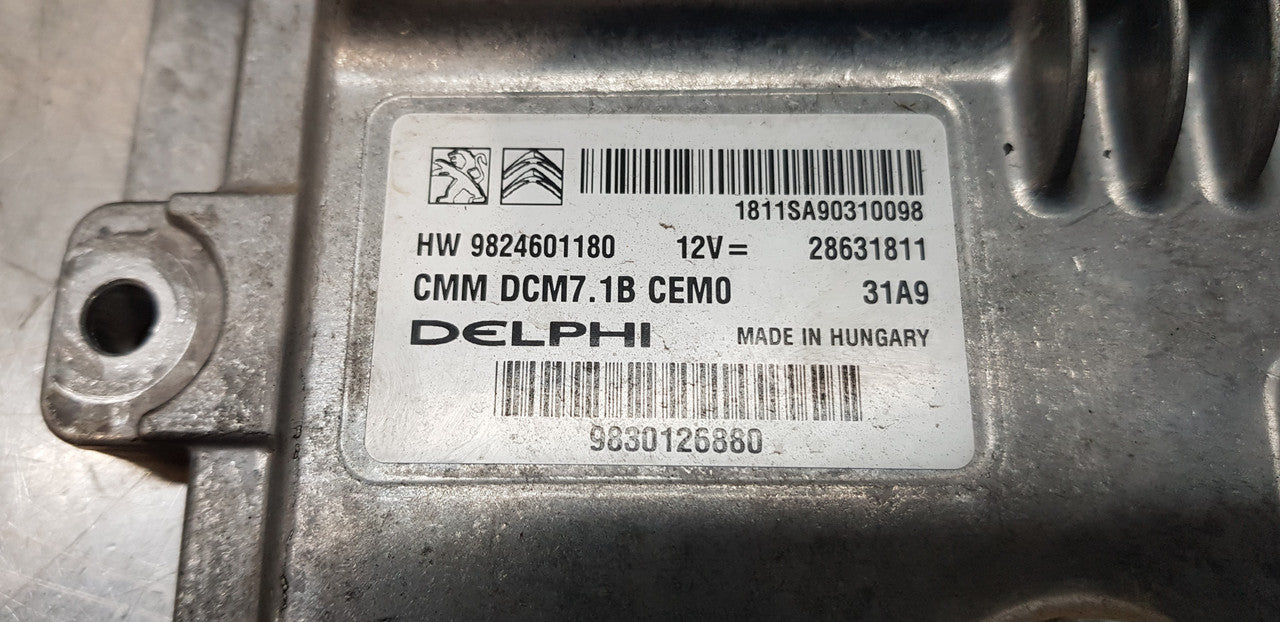 1811SA90310098
HW 9824601180 12V= 28631811
CMM DCM7.1B CEM0 31A9
DELPHI MADE IN HUNGARY
9830126880